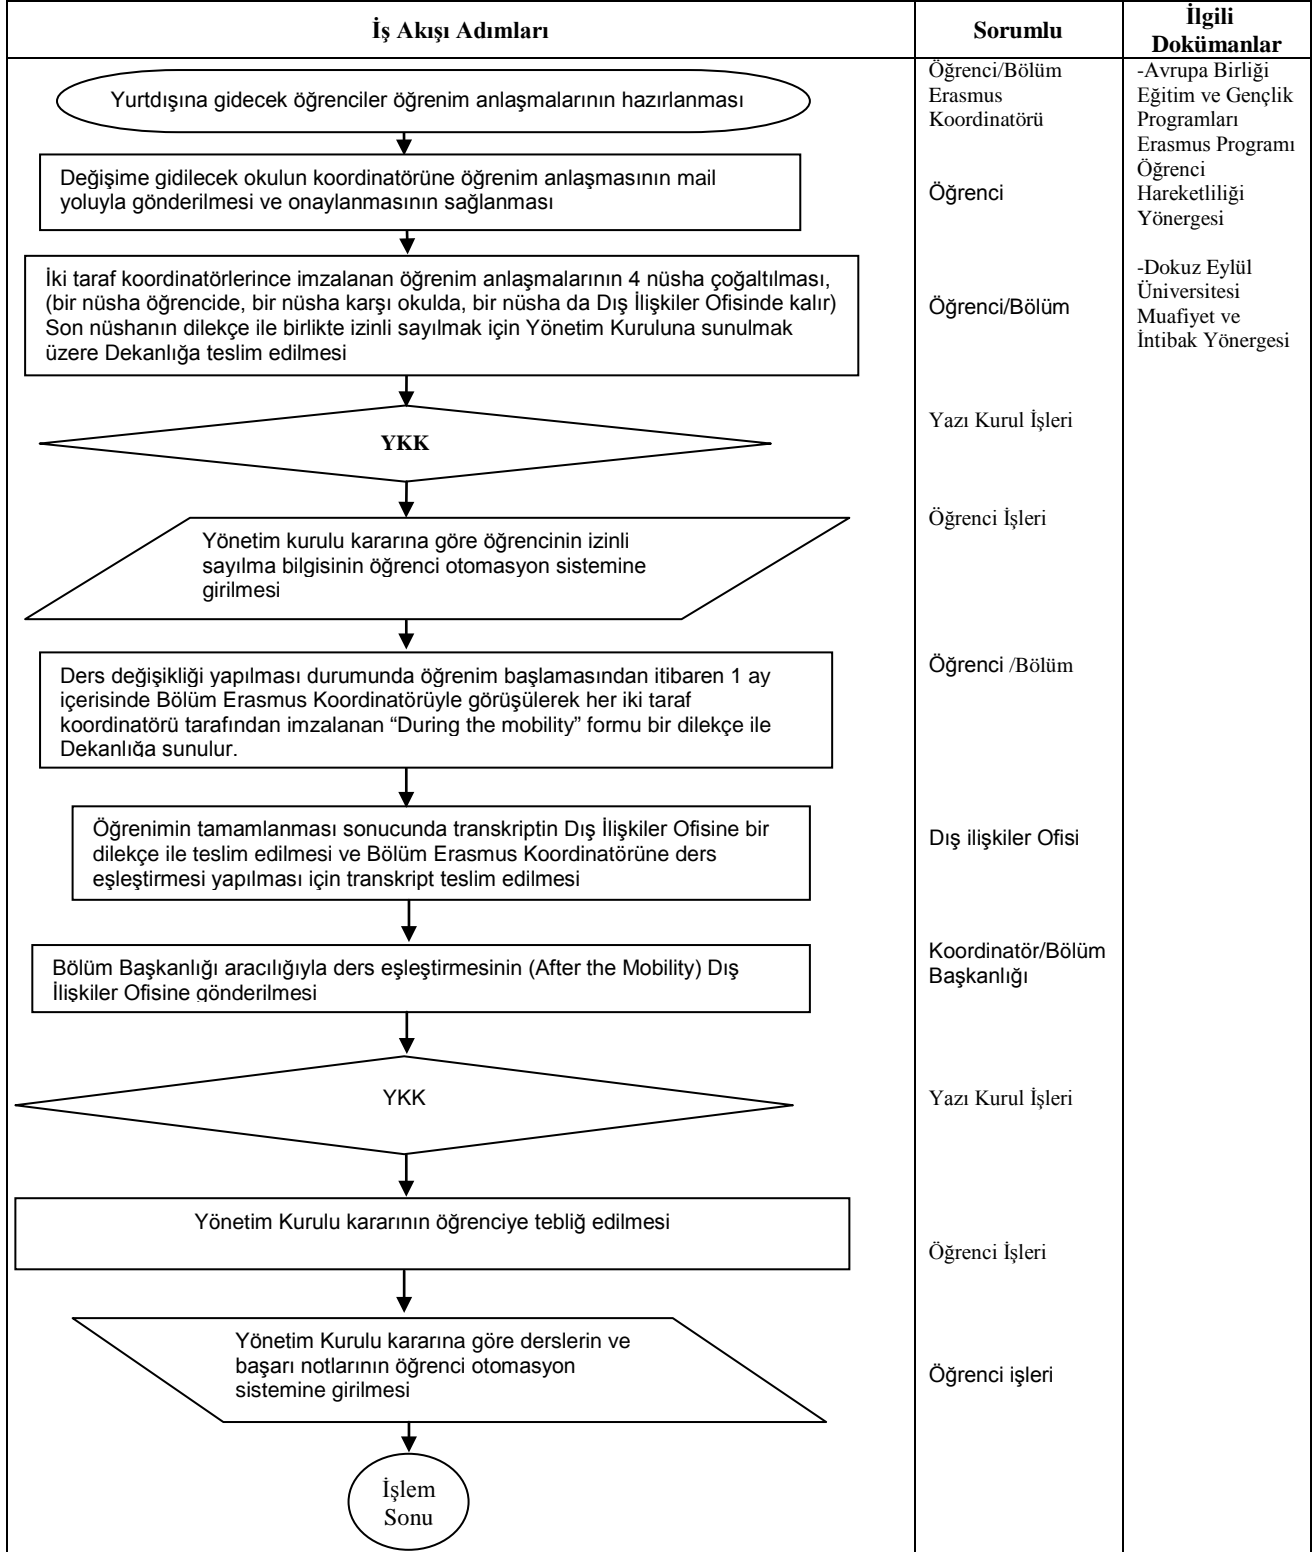 İş Akışı Adımları
Sorumlu
İlgili
Dokümanlar
Yurtdışına gidecek öğrenciler öğrenim anlaşmalarının hazırlanması
Öğrenci/Bölüm
Erasmus
Koordinatörü
-Avrupa Birliği
Eğitim ve Gençlik
Programları
Erasmus Programı
Öğrenci
Hareketliliği
Yönergesi
-Dokuz Eylül
Üniversitesi
Muafiyet ve
İntibak Yönergesi
Değişime gidilecek okulun koordinatörüne öğrenim anlaşmasının mail
yoluyla gönderilmesi ve onaylanmasının sağlanması
Öğrenci
İki taraf koordinatörlerince imzalanan öğrenim anlaşmalarının 4 nüsha çoğaltılması,
(bir nüsha öğrencide, bir nüsha karşı okulda, bir nüsha da Dış İlişkiler Ofisinde kalır)
Son nüshanın dilekçe ile birlikte izinli sayılmak için Yönetim Kuruluna sunulmak
üzere Dekanlığa teslim edilmesi
Öğrenci/Bölüm
YKK
Yazı Kurul İşleri
Yönetim kurulu kararına göre öğrencinin izinli
sayılma bilgisinin öğrenci otomasyon sistemine
girilmesi
Öğrenci İşleri
Ders değişikliği yapılması durumunda öğrenim başlamasından itibaren 1 ay
içerisinde Bölüm Erasmus Koordinatörüyle görüşülerek her iki taraf
koordinatörü tarafından imzalanan “During the mobility” formu bir dilekçe ile
Dekanlığa sunulur.
Öğrenci /Bölüm
Öğrenimin tamamlanması sonucunda transkriptin Dış İlişkiler Ofisine bir
dilekçe ile teslim edilmesi ve Bölüm Erasmus Koordinatörüne ders
eşleştirmesi yapılması için transkript teslim edilmesi
Dış ilişkiler Ofisi
Bölüm Başkanlığı aracılığıyla ders eşleştirmesinin (After the Mobility) Dış
İlişkiler Ofisine gönderilmesi
Koordinatör/Bölüm
Başkanlığı
YKK
Yazı Kurul İşleri
Yönetim Kurulu kararının öğrenciye tebliğ edilmesi
Öğrenci İşleri
Yönetim Kurulu kararına göre derslerin ve
başarı notlarının öğrenci otomasyon
sistemine girilmesi
Öğrenci işleri
İşlem
Sonu